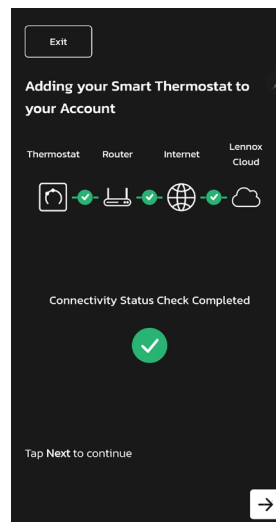 Exit
Adding your Smart Thermostat to
your Account
Thermostat Router Internet Lennox
Cloud
Connectivity Status Check Completed
Tap Next to continue